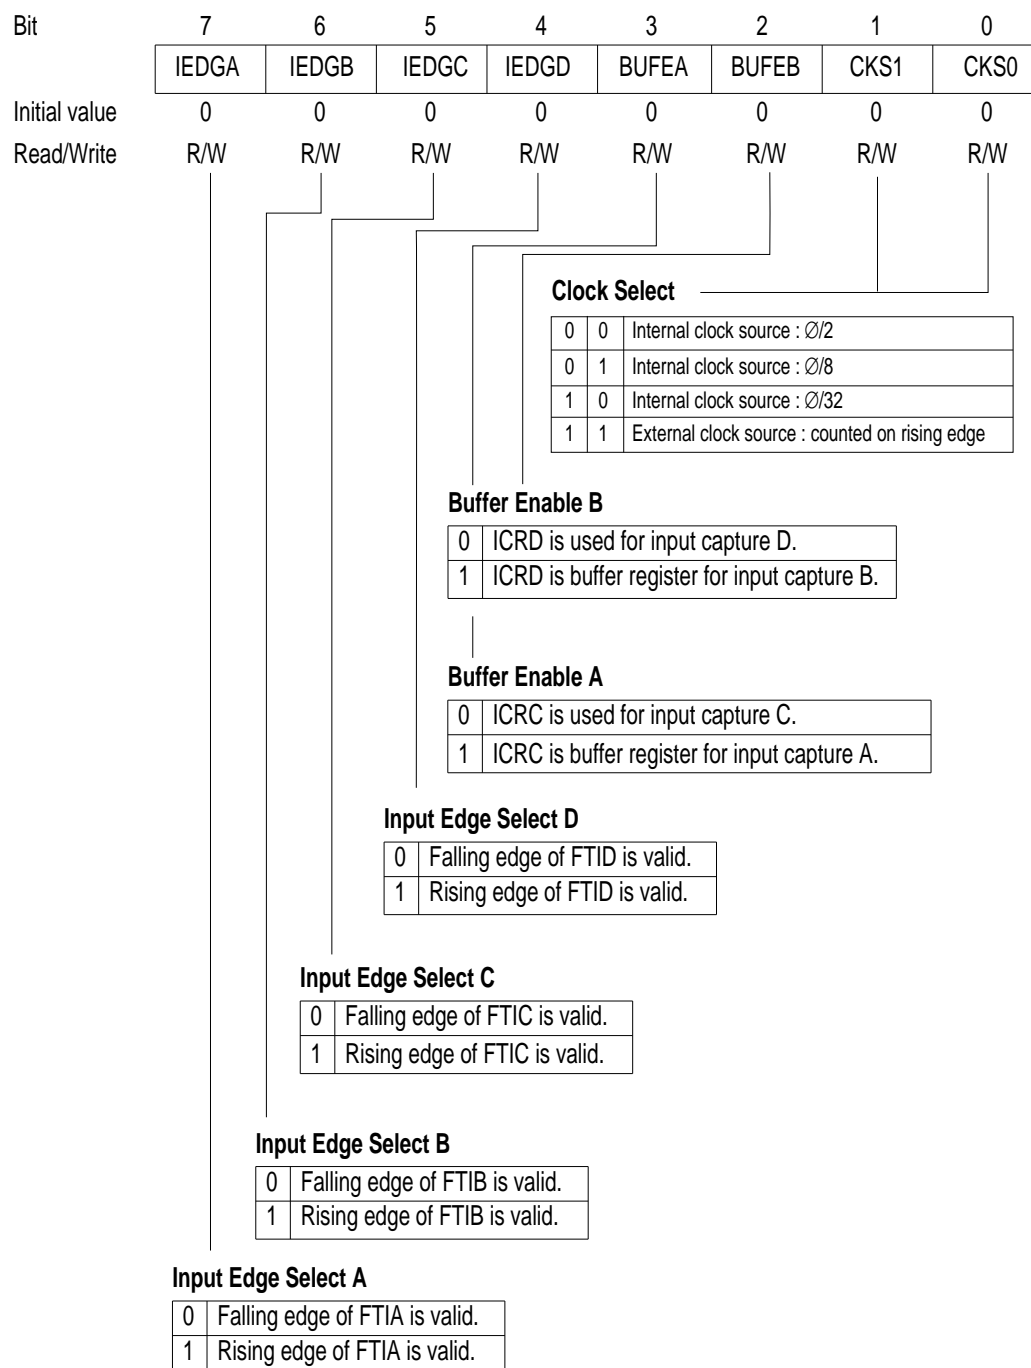 Bit 7 6 5 4 3 2 1 0
IEDGA IEDGB IEDGC IEDGD BUFEA BUFEB CKS1 CKS0
Initial value 0 0 0 0 0 0 0 0
Read/Write R/W R/W R/W R/W R/W R/W R/W R/W
Clock Select
0 0 Internal clock source : ∅/2
0 1 Internal clock source : ∅/8
1 0 Internal clock source : ∅/32
1 1 External clock source : counted on rising edge
Buffer Enable B
0 ICRD is used for input capture D.
1 ICRD is buffer register for input capture B.
Buffer Enable A
0 ICRC is used for input capture C.
1 ICRC is buffer register for input capture A.
Input Edge Select D
0 Falling edge of FTID is valid.
1 Rising edge of FTID is valid.
Input Edge Select C
0 Falling edge of FTIC is valid.
1 Rising edge of FTIC is valid.
Input Edge Select B
0 Falling edge of FTIB is valid.
1 Rising edge of FTIB is valid.
Input Edge Select A
0 Falling edge of FTIA is valid.
1 Rising edge of FTIA is valid.